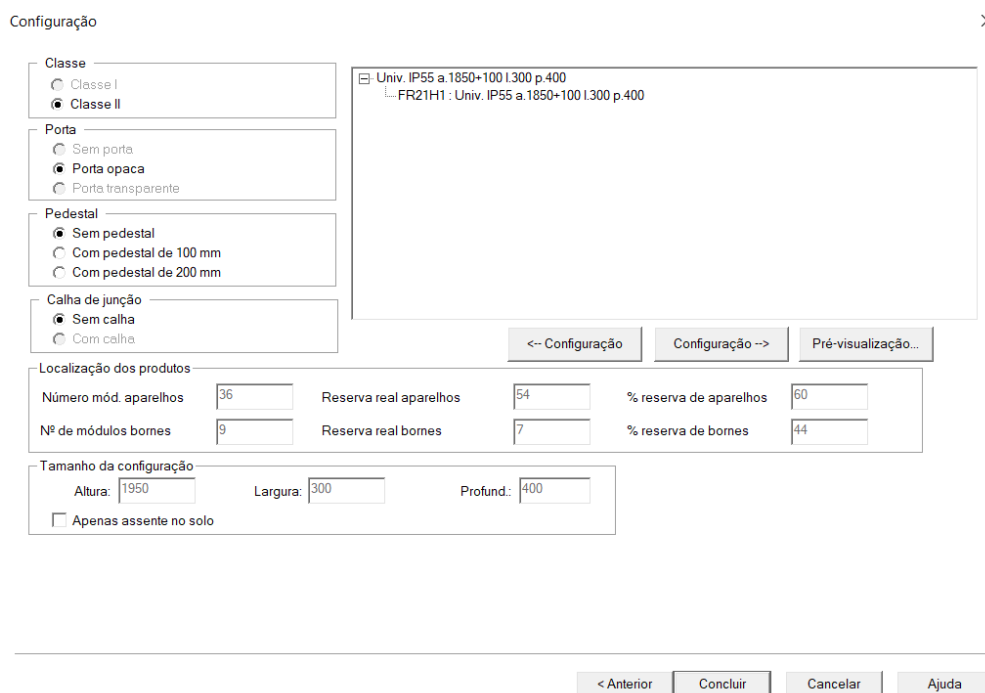 Configuração
Classe
Classe I
Classe II
Porta
Sem porta
Porta opaca
Porta transparente
Pedestal
Sem pedestal
Com pedestal de 100 mm
Com pedestal de 200 mm
Calha de junção
Sem calha
Com calha
Univ. IP55 a.1850+100 l.300 p.400
FR21H1 : Univ. IP55 a.1850+100 l.300 p.400
<-- Configuração Configuração --> Pré-visualização...
Localização dos produtos
Número mód. aparelhos 36 Reserva real aparelhos 54 % reserva de aparelhos 60
Nº de módulos bornes 9 Reserva real bornes 7 % reserva de bornes 44
Tamanho da configuração
Altura: 1950 Largura: 300 Profund.: 400
Apenas assente no solo
< Anterior Concluir Cancelar Ajuda